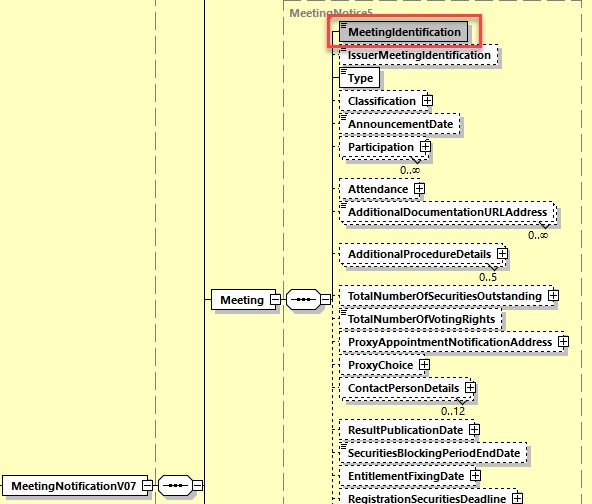 MeetingNotice5
MeetingIdentification
IssuerMeetingIdentification
Type
Classification
AnnouncementDate
Participation
0..∞
Attendance
AdditionalDocumentationURLAddress
0..∞
AdditionalProcedureDetails
0..5
Meeting
TotalNumberOfSecuritiesOutstanding
TotalNumberOfVotingRights
ProxyAppointmentNotificationAddress
ProxyChoice
ContactPersonDetails
0..12
ResultPublicationDate
SecuritiesBlockingPeriodEndDate
EntitlementFixingDate
MeetingNotificationV07
RegistrationSecuritiesDeadline